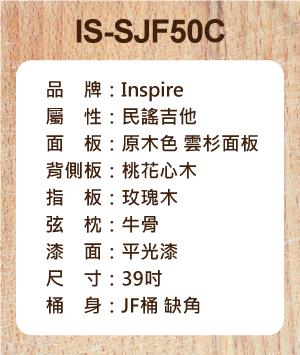 IS-SJF50C
品　牌：Inspire
屬　性：民謠吉他
面　板：原木色 雲杉面板
背側板：桃花心木
指　板：玫瑰木
弦　枕：牛骨
漆　面：平光漆
尺　寸：39吋
桶　身：JF桶 缺角